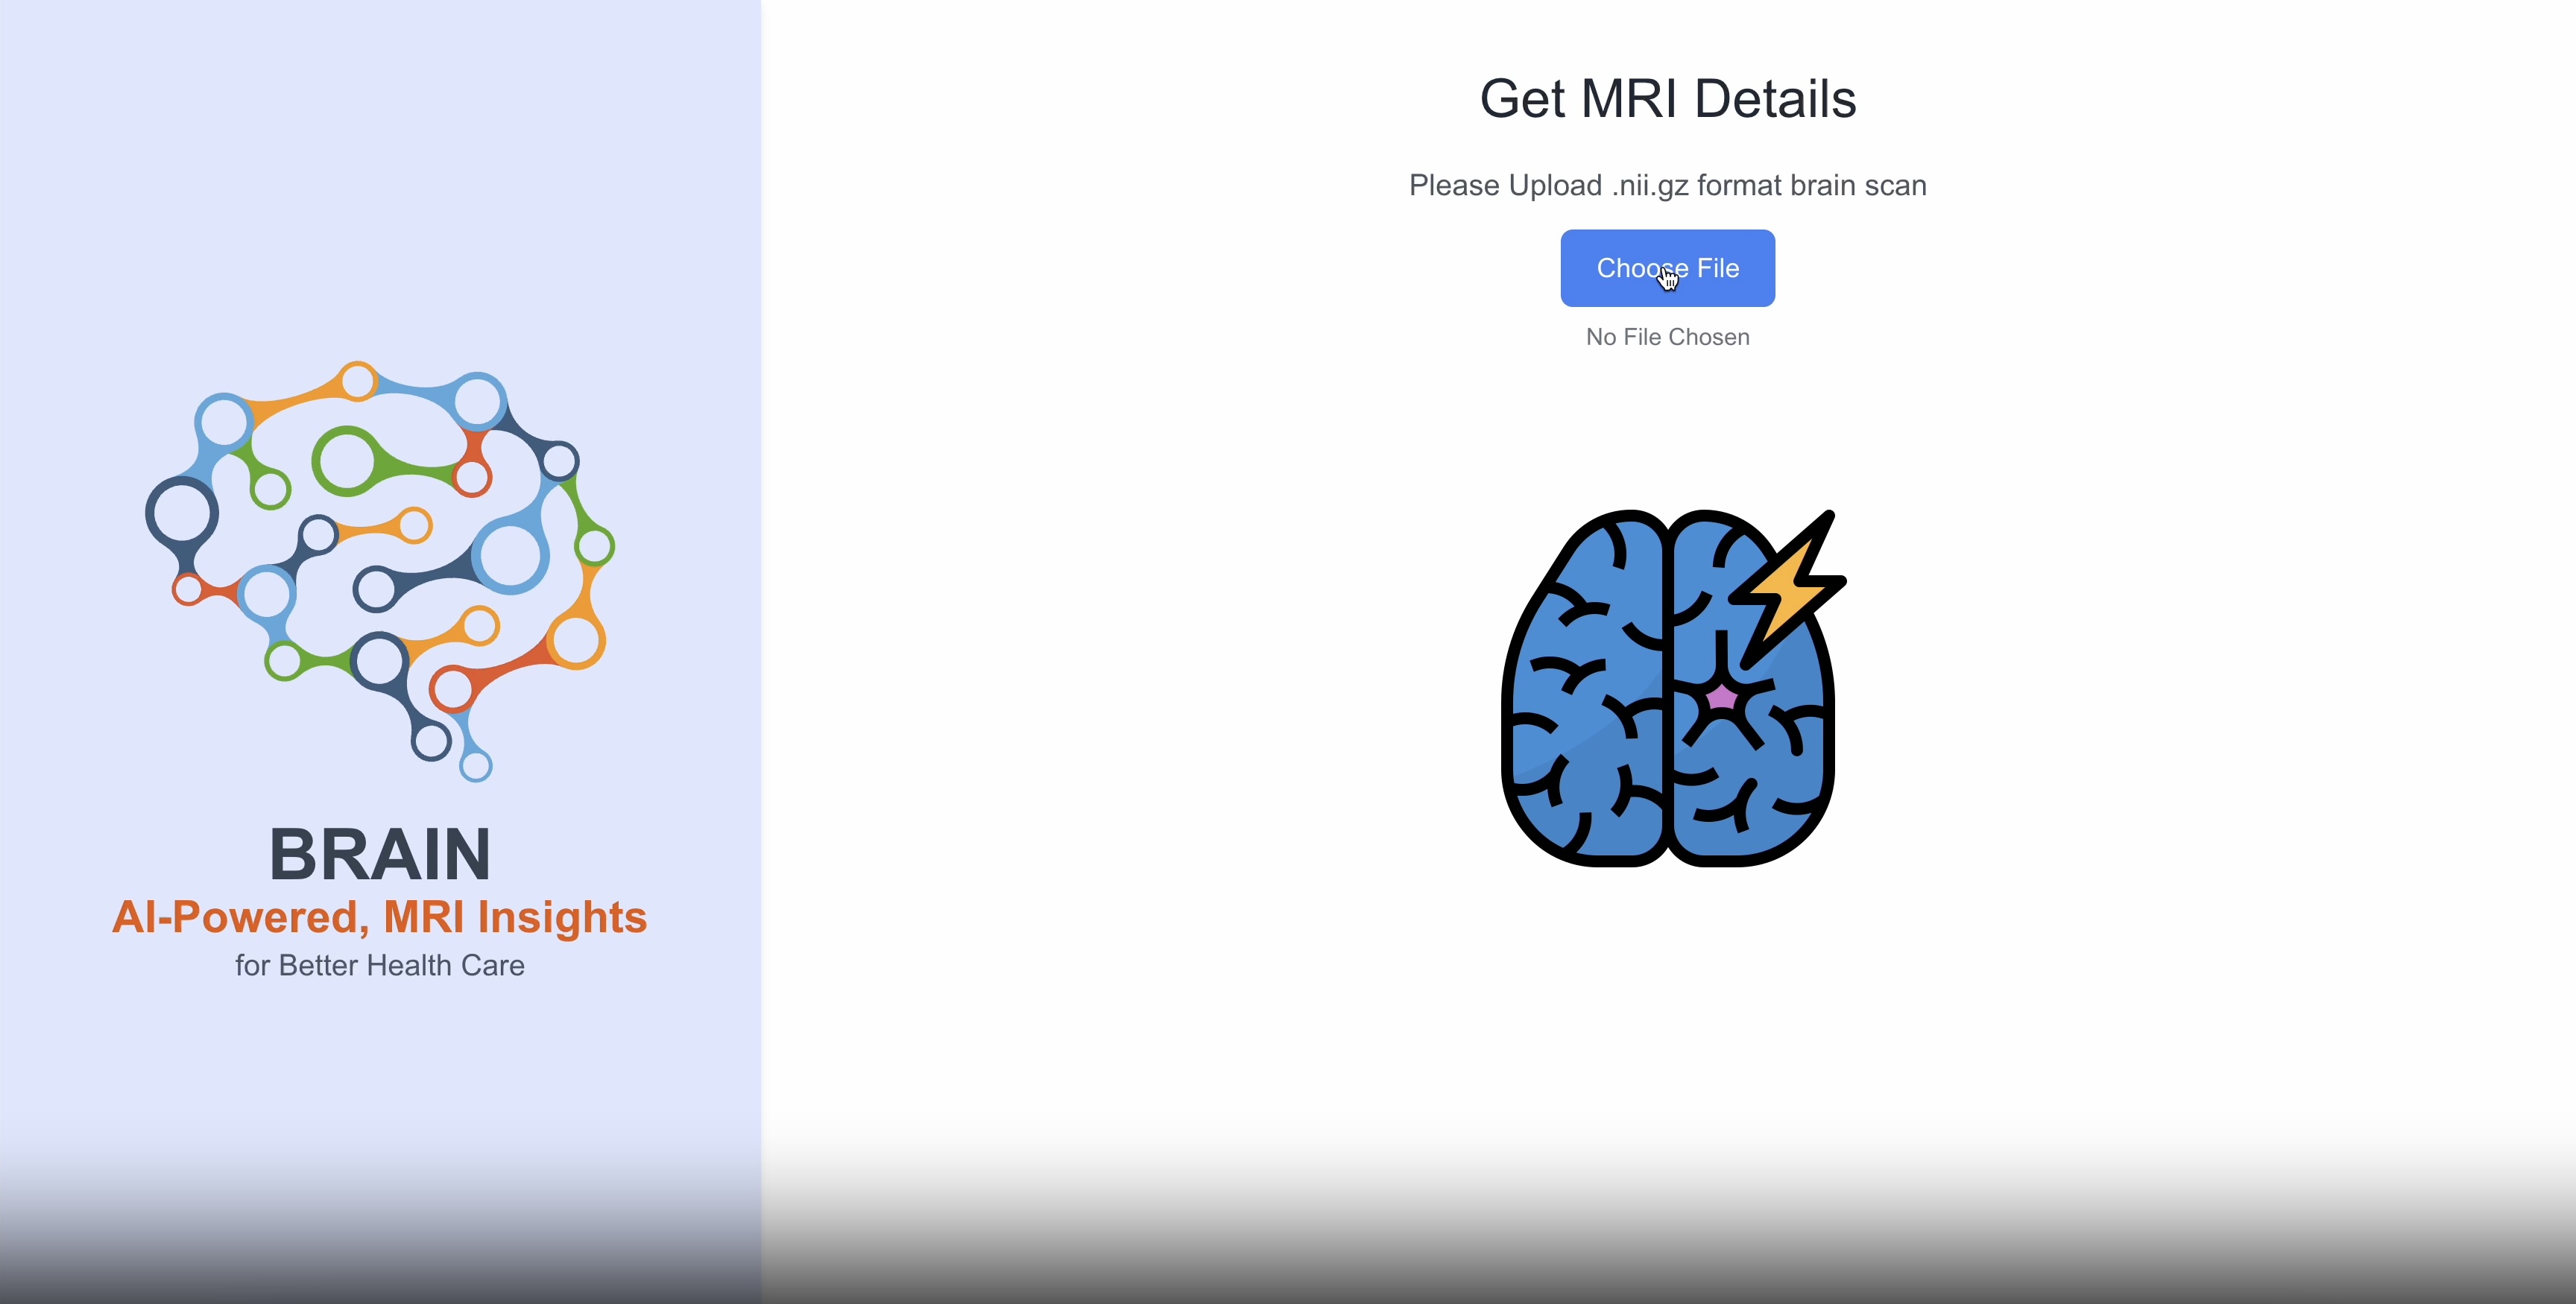 BRAIN
AI-Powered, MRI Insights
for Better Health Care
Get MRI Details
Please Upload .nii.gz format brain scan
Choose File
No File Chosen